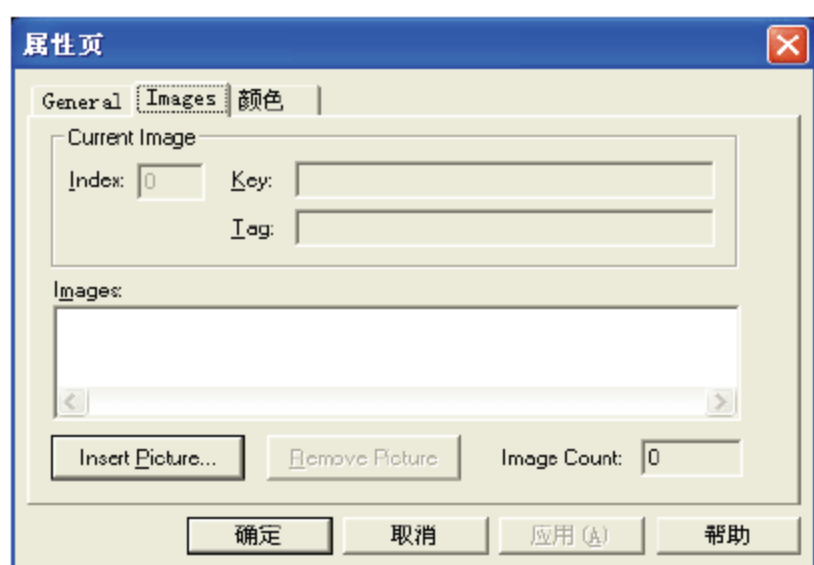 属性页
General Images 颜色
Current Image
Index: 0 Key:
Tag:
Images:
Insert Picture... Remove Picture Image Count: 0
确定 取消 应用(A) 帮助